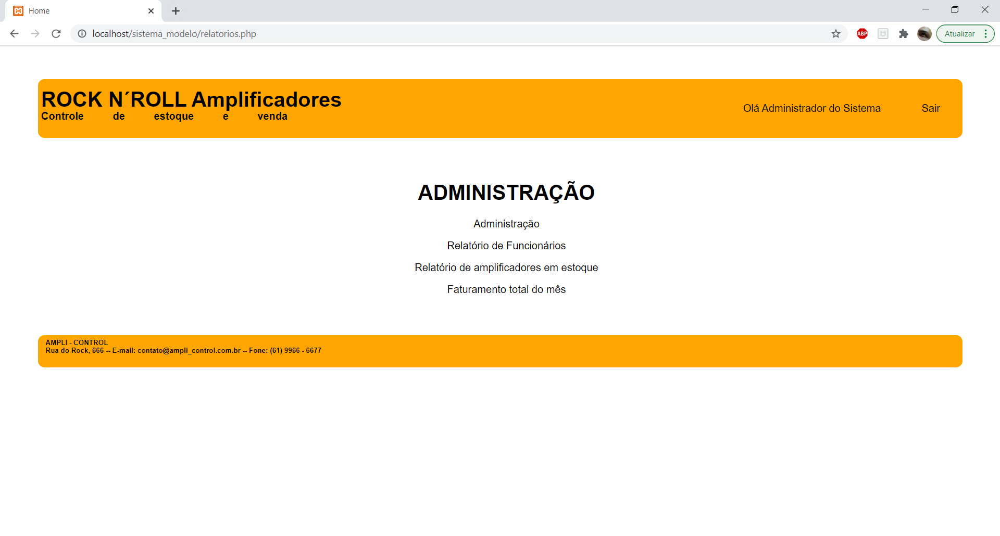 Home
localhost/sistema_modelo/relatorios.php
ABP
Atualizar
ROCK N´ROLL Amplificadores
Controle de estoque e venda
Olá Administrador do Sistema
Sair
ADMINISTRAÇÃO
Administração
Relatório de Funcionários
Relatório de amplificadores em estoque
Faturamento total do mês
AMPLI - CONTROL
Rua do Rock, 666 -- E-mail: contato@ampli_control.com.br -- Fone: (61) 9966 - 6677